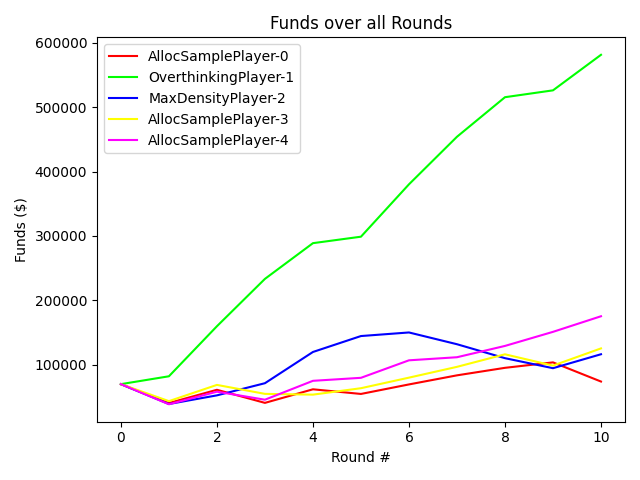 Funds over all Rounds
AllocSamplePlayer-0
OverthinkingPlayer-1
MaxDensityPlayer-2
AllocSamplePlayer-3
AllocSamplePlayer-4
Funds ($)
600000
500000
400000
300000
200000
100000
0 2 4 6 8 10
Round #